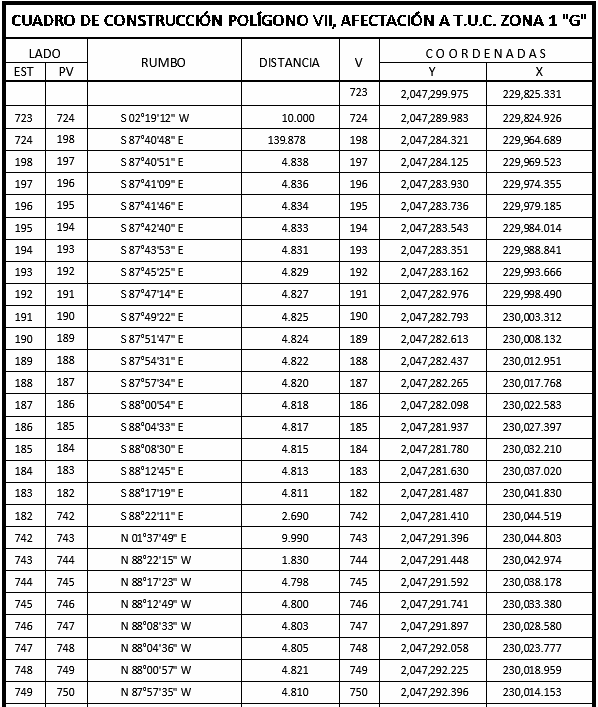 CUADRO DE CONSTRUCCIÓN POLÍGONO VII, AFECTACIÓN A T.U.C. ZONA 1 "G"
LADO RUMBO DISTANCIA V COORDENADAS
EST PV Y X
723 2,047,299.975 229,825.331
723 724 S 02°19'12" W 10.000 724 2,047,289.983 229,824.926
724 198 S 87°40'48" E 139.878 198 2,047,284.321 229,964.689
198 197 S 87°40'51" E 4.838 197 2,047,284.125 229,969.523
197 196 S 87°41'09" E 4.836 196 2,047,283.930 229,974.355
196 195 S 87°41'46" E 4.834 195 2,047,283.736 229,979.185
195 194 S 87°42'40" E 4.833 194 2,047,283.543 229,984.014
194 193 S 87°43'53" E 4.831 193 2,047,283.351 229,988.841
193 192 S 87°45'25" E 4.829 192 2,047,283.162 229,993.666
192 191 S 87°47'14" E 4.827 191 2,047,282.976 229,998.490
191 190 S 87°49'22" E 4.825 190 2,047,282.793 230,003.312
190 189 S 87°51'47" E 4.824 189 2,047,282.613 230,008.132
189 188 S 87°54'31" E 4.822 188 2,047,282.437 230,012.951
188 187 S 87°57'34" E 4.820 187 2,047,282.265 230,017.768
187 186 S 88°00'54" E 4.818 186 2,047,282.098 230,022.583
186 185 S 88°04'33" E 4.817 185 2,047,281.937 230,027.397
185 184 S 88°08'30" E 4.815 184 2,047,281.780 230,032.210
184 183 S 88°12'45" E 4.813 183 2,047,281.630 230,037.020
183 182 S 88°17'19" E 4.811 182 2,047,281.487 230,041.830
182 742 S 88°22'11" E 2.690 742 2,047,281.410 230,044.519
742 743 N 01°37'49" E 9.990 743 2,047,291.396 230,044.803
743 744 N 88°22'15" W 1.830 744 2,047,291.448 230,042.974
744 745 N 88°17'23" W 4.798 745 2,047,291.592 230,038.178
745 746 N 88°12'49" W 4.800 746 2,047,291.741 230,033.380
746 747 N 88°08'33" W 4.803 747 2,047,291.897 230,028.580
747 748 N 88°04'36" W 4.805 748 2,047,292.058 230,023.777
748 749 N 88°00'57" W 4.821 749 2,047,292.225 230,018.959
749 750 N 87°57'35" W 4.810 750 2,047,292.396 230,014.153